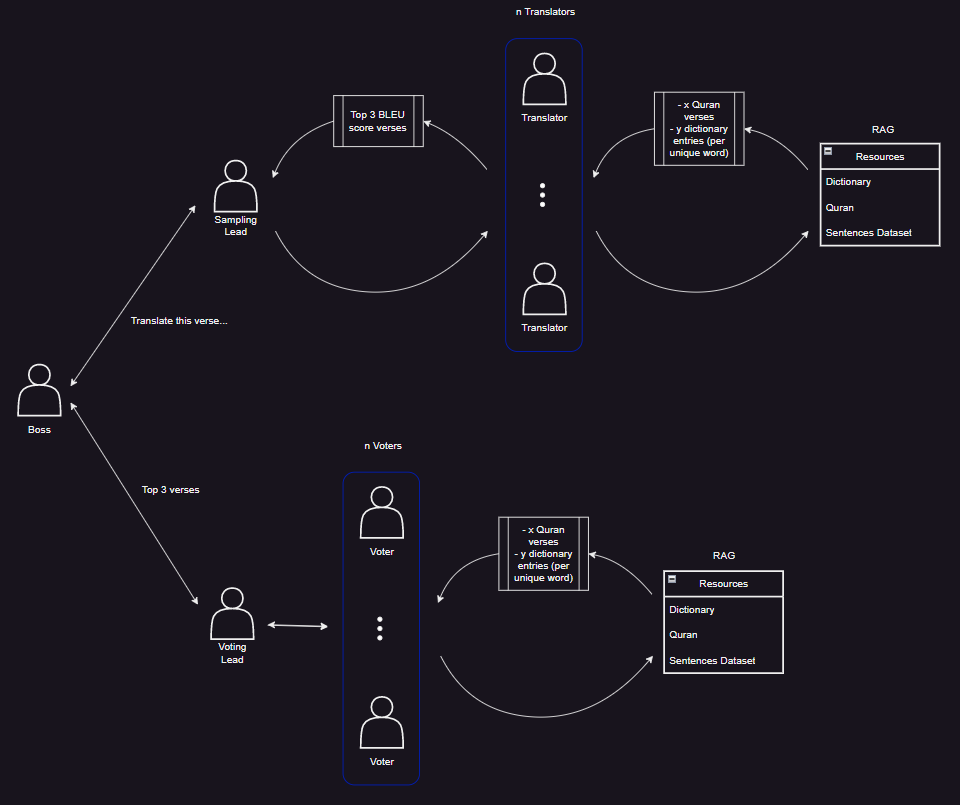 n Translators
Translator
Top 3 BLEU
score verses
- x Quran
verses
- y dictionary
entries (per
unique word)
RAG
Resources
Dictionary
Quran
Sentences Dataset
Sampling
Lead
Translator
Translate this verse...
Boss
n Voters
Top 3 verses
Voter
- x Quran
verses
- y dictionary
entries (per
unique word)
RAG
Resources
Dictionary
Quran
Sentences Dataset
Voting
Lead
Voter